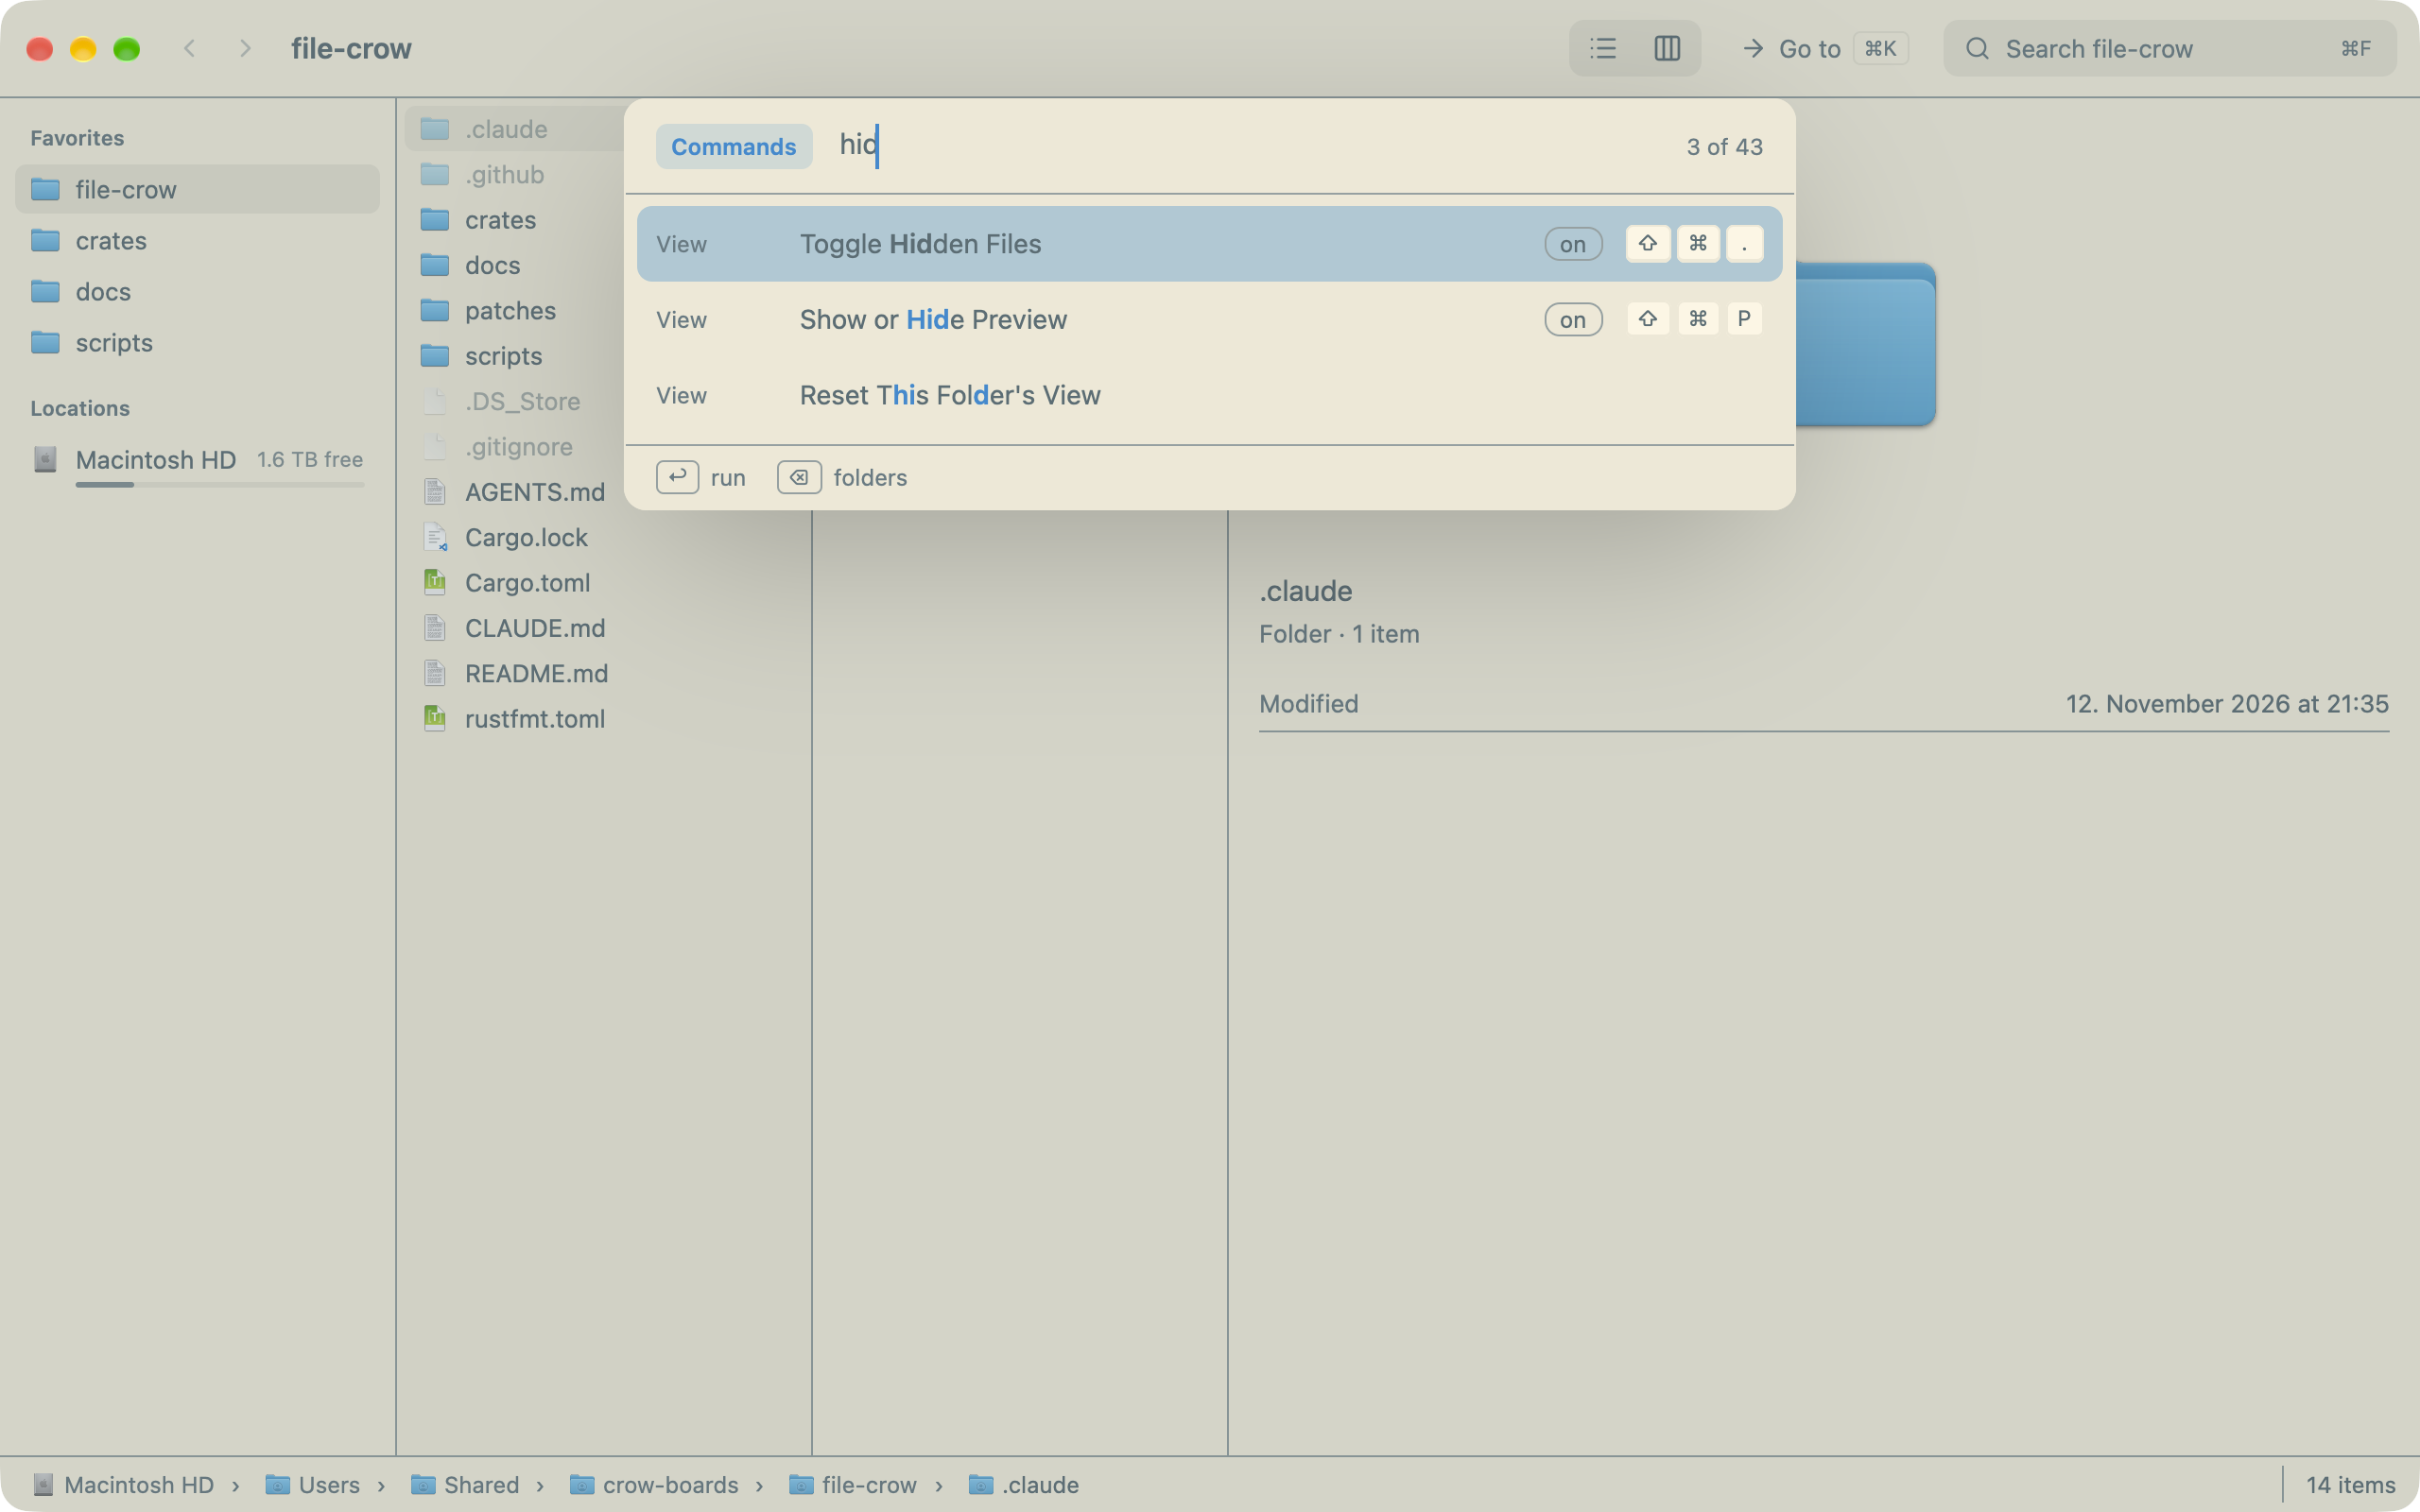 file-crow
Go to ⌘K
Search file-crow ⌘F
Favorites
file-crow
crates
docs
scripts
Locations
Macintosh HD 1.6 TB free
.claude
.github
crates
docs
patches
scripts
.DS_Store
.gitignore
AGENTS.md
Cargo.lock
Cargo.toml
CLAUDE.md
README.md
rustfmt.toml
Commands hid 3 of 43
View Toggle Hidden Files on ⇧ ⌘ .
View Show or Hide Preview on ⇧ ⌘ P
View Reset This Folder's View
run folders
.claude
Folder · 1 item
Modified 12. November 2026 at 21:35
Macintosh HD › Users › Shared › crow-boards › file-crow › .claude
14 items